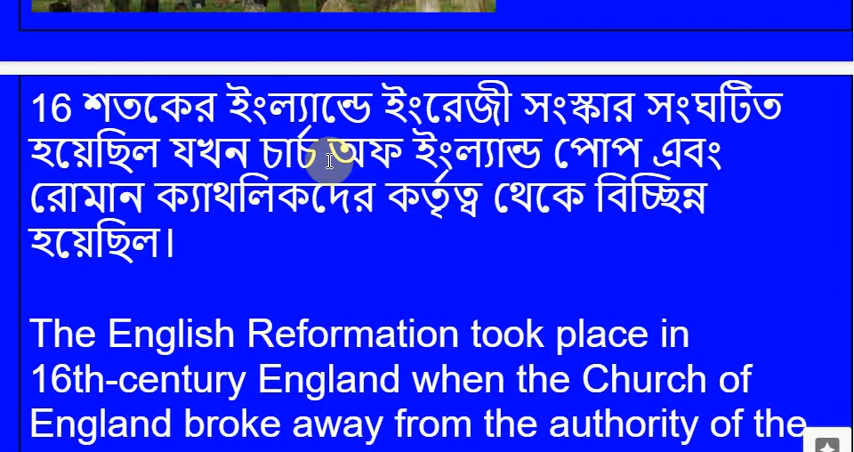 16 শতকের ইংল্যান্ডে ইংরেজী সংস্কার সংঘটিত
হয়েছিল যখন চার্চ অফ ইংল্যান্ড পোপ এবং
রোমান ক্যাথলিকদের কর্তৃত্ব থেকে বিচ্ছিন্ন
হয়েছিল।
The English Reformation took place in
16th-century England when the Church of
England broke away from the authority of the